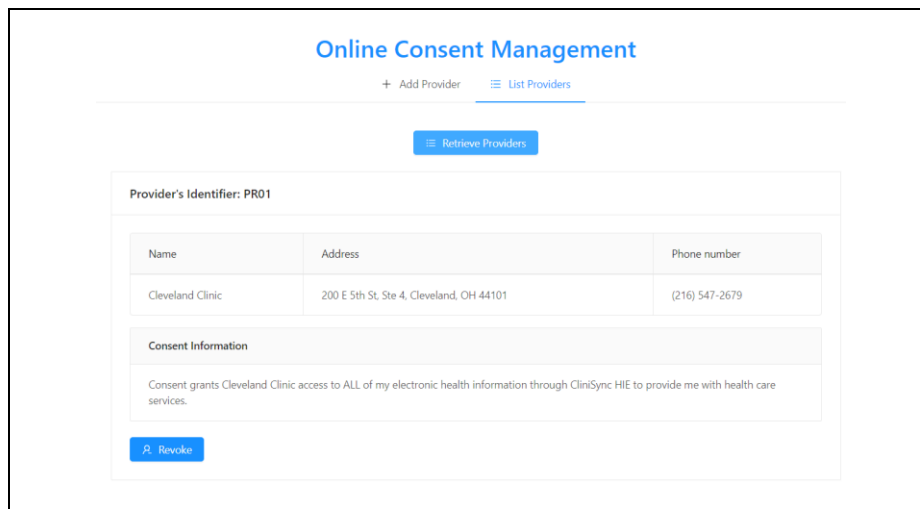 Online Consent Management
+ Add Provider List Providers
Retrieve Providers
Provider's Identifier: PR01
Name Address Phone number
Cleveland Clinic 200 E 5th St, Ste 4, Cleveland, OH 44101 (216) 547-2679
Consent Information
Consent grants Cleveland Clinic access to ALL of my electronic health information through CliniSync HIE to provide me with health care
services.
Revoke